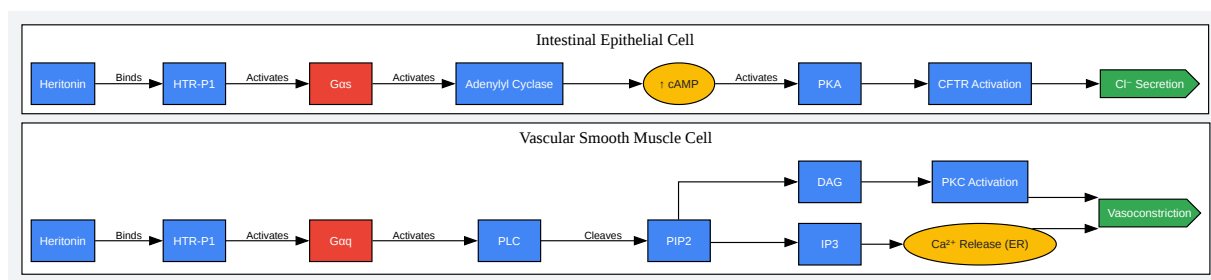 Intestinal Epithelial Cell
Heritonin Binds HTR-P1 Activates Gαs Activates Adenylyl Cyclase ↑ cAMP Activates PKA CFTR Activation Cl⁻ Secretion
Vascular Smooth Muscle Cell
DAG PKC Activation
Vasoconstriction
Heritonin Binds HTR-P1 Activates Gαq Activates PLC Cleaves PIP2 IP3 Ca²⁺ Release (ER)